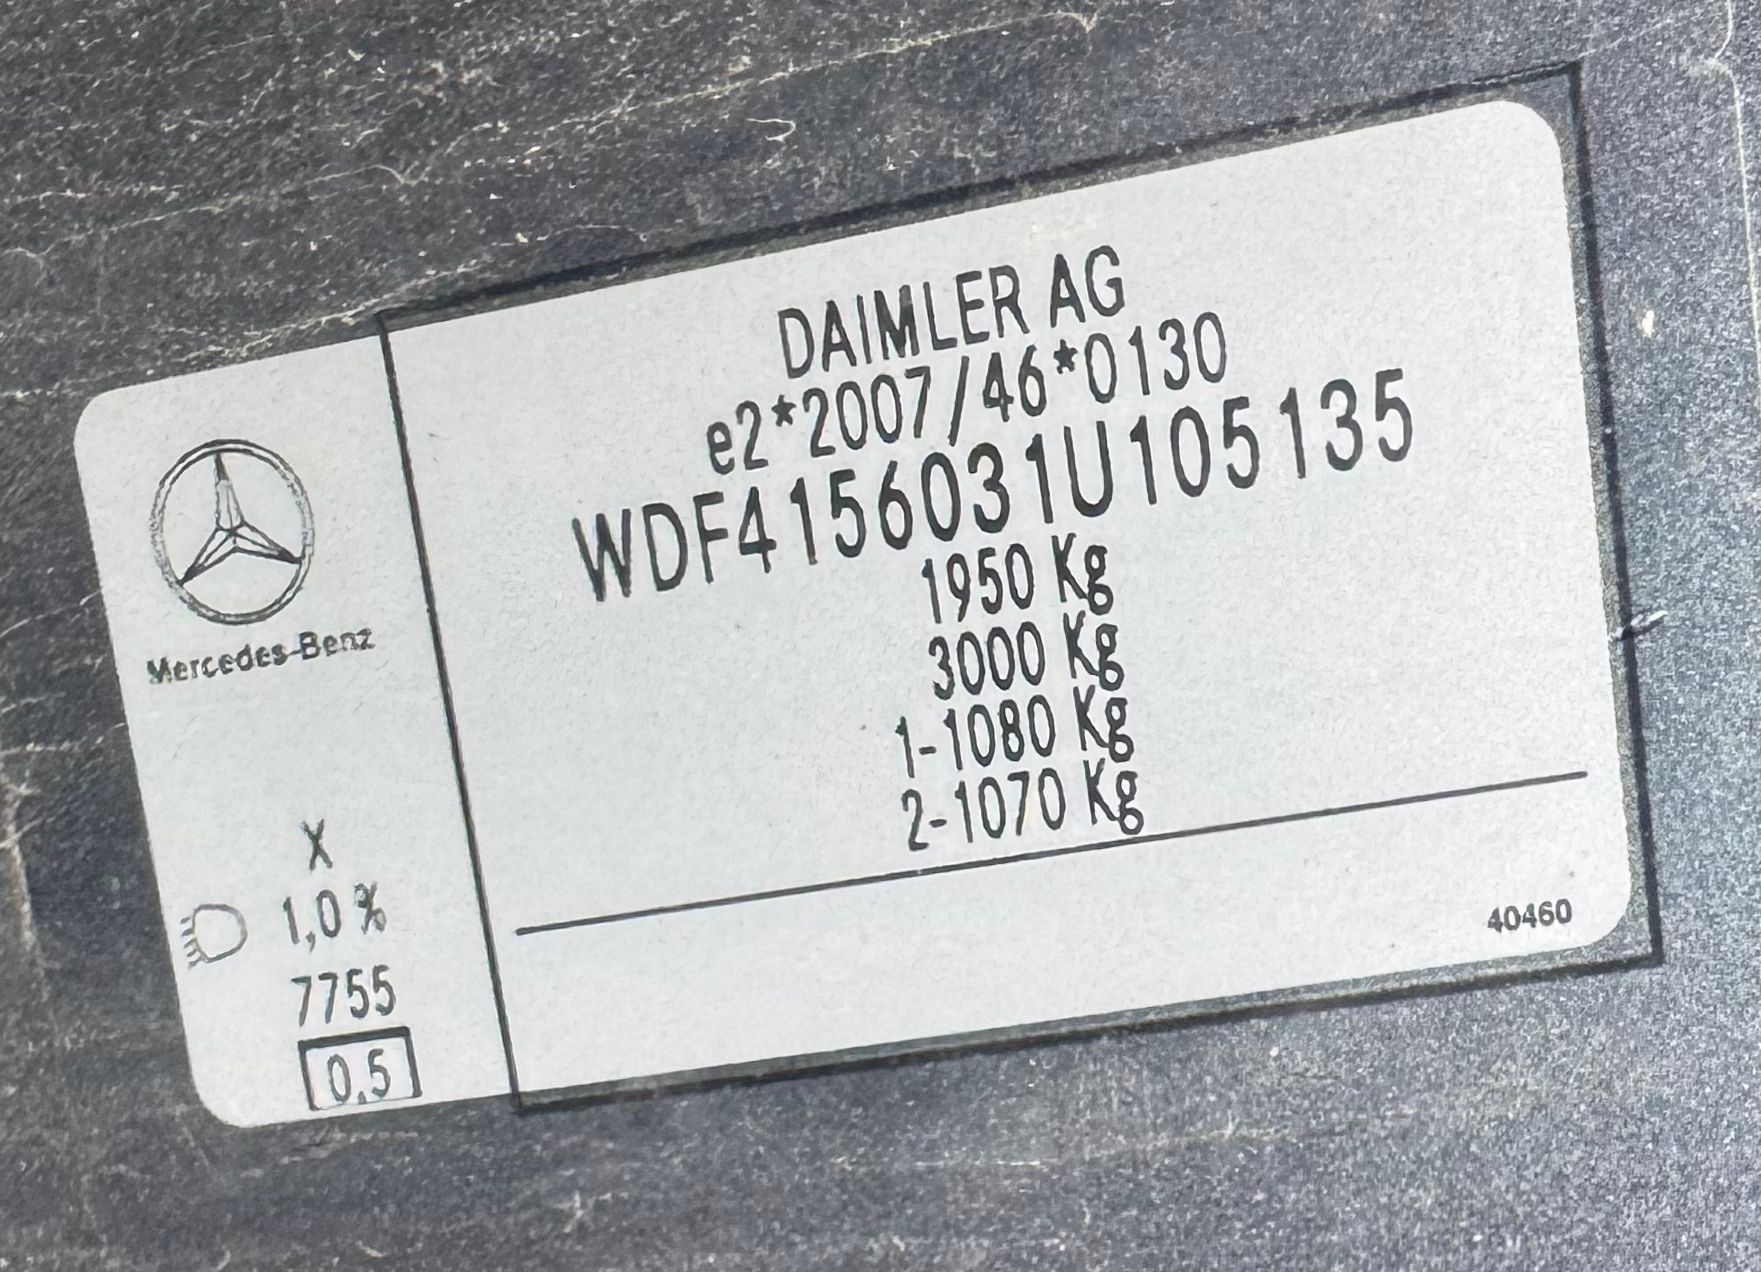 DAIMLER AG
e2*2007/46*0130
WDF4156031U105135
1950 Kg
3000 Kg
1-1080 Kg
2-1070 Kg
Mercedes-Benz
X
1,0 %
7755
0,5
40460